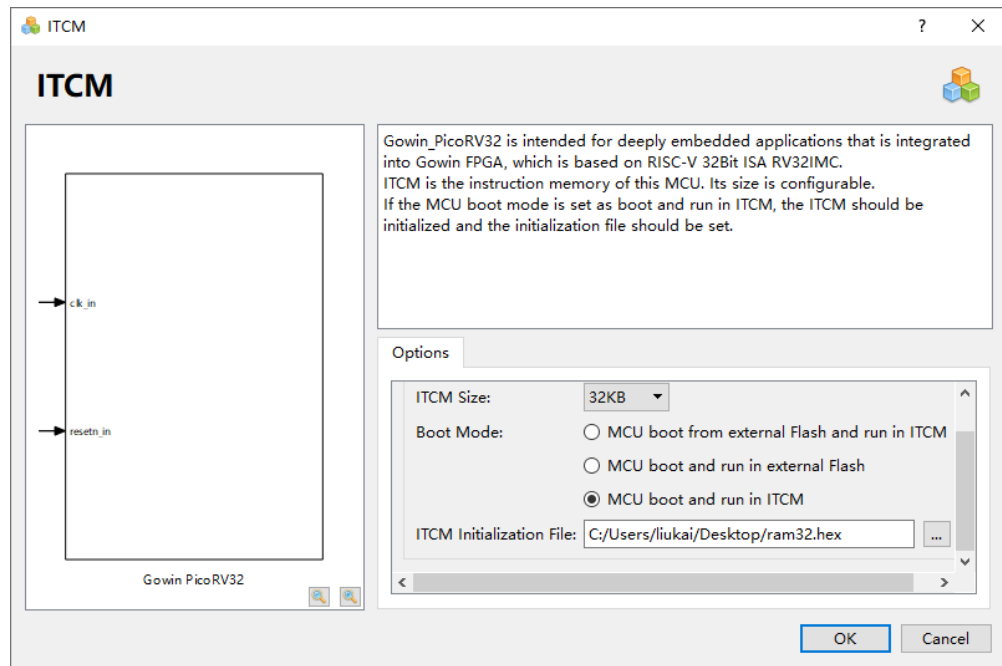 ITCM
ITCM
clk_in
resetn_in
Gowin PicoRV32
Gowin_PicoRV32 is intended for deeply embedded applications that is integrated
into Gowin FPGA, which is based on RISC-V 32Bit ISA RV32IMC.
ITCM is the instruction memory of this MCU. Its size is configurable.
If the MCU boot mode is set as boot and run in ITCM, the ITCM should be
initialized and the initialization file should be set.
Options
ITCM Size: 32KB
Boot Mode: MCU boot from external Flash and run in ITCM
MCU boot and run in external Flash
MCU boot and run in ITCM
ITCM Initialization File: C:/Users/liukai/Desktop/ram32.hex ...
OK Cancel